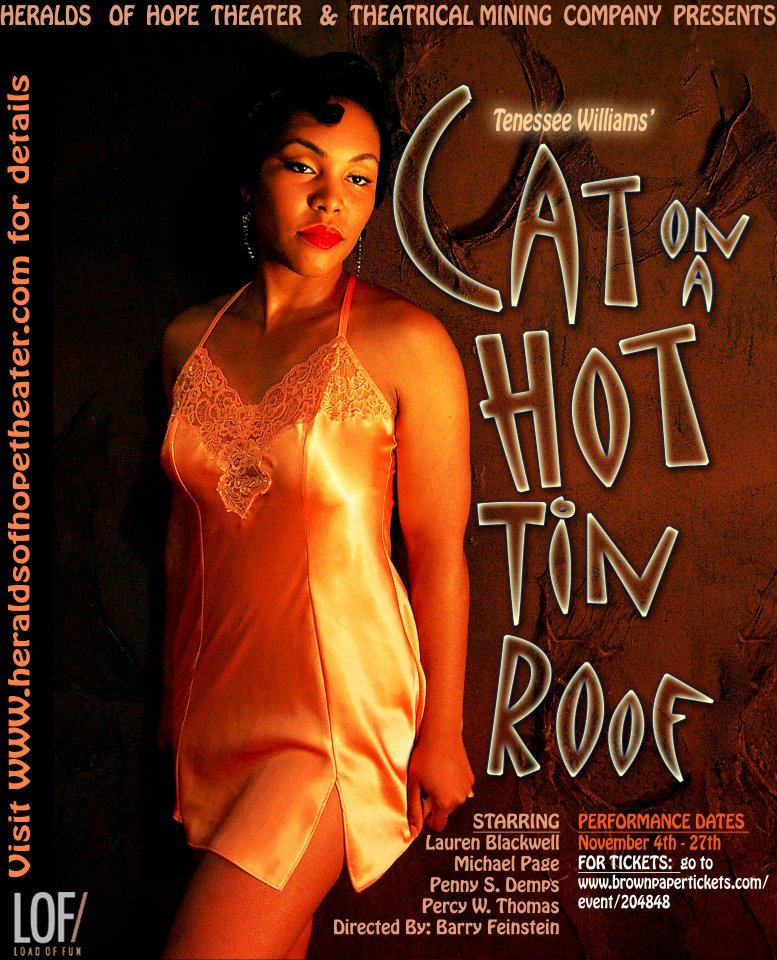 HERALDS OF HOPE THEATER & THEATRICAL MINING COMPANY PRESENTS
Visit www.heraldsofhopetheater.com for details
Tenessee Williams'
CAT ON A
HOT
TIN
ROOF
STARRING
Lauren Blackwell
Michael Page
Penny S. Demps
Percy W. Thomas
Directed By: Barry Feinstein
PERFORMANCE DATES
November 4th - 27th
FOR TICKETS: go to
www.brownpapertickets.com/
event/204848
LOF/
LOAD OF FUN